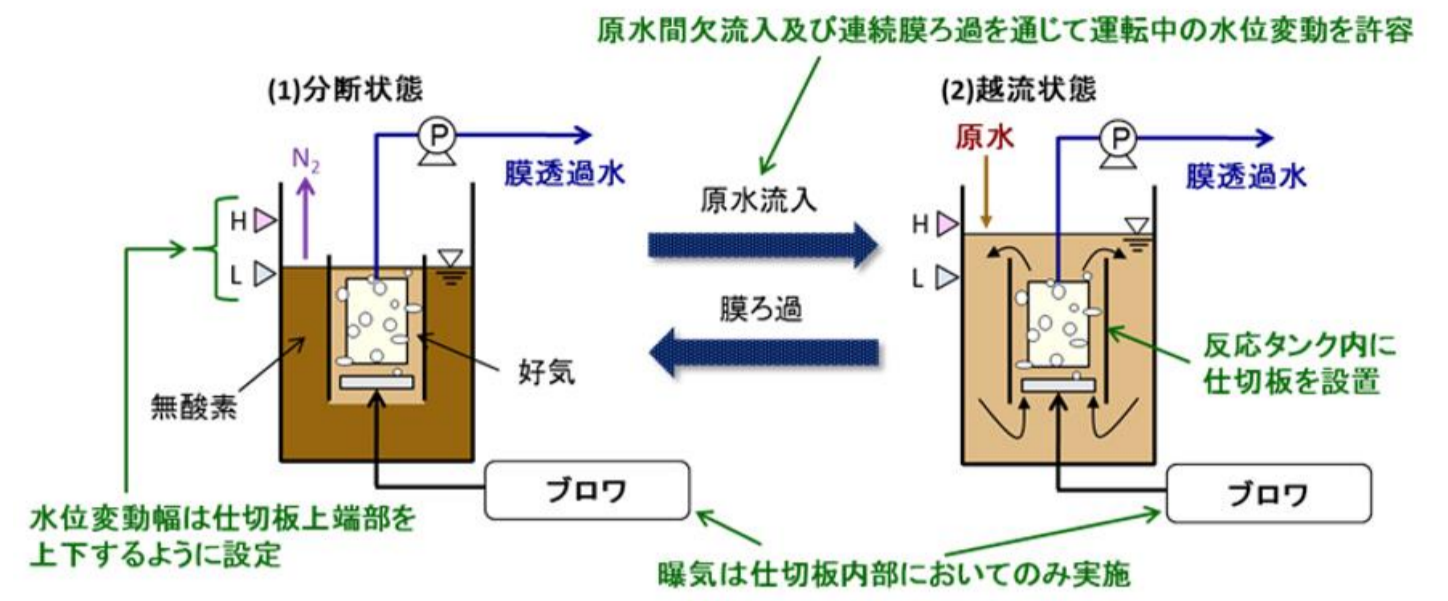 原水間欠流入及び連続膜ろ過を通じて運転中の水位変動を許容
(1)分断状態
N2
P
膜透過水
H
L
無酸素
好気
ブロワ
原水流入
膜ろ過
(2)越流状態
原水
P
膜透過水
H
L
反応タンク内に
仕切板を設置
ブロワ
水位変動幅は仕切板上端部を
上下するように設定
曝気は仕切板内部においてのみ実施